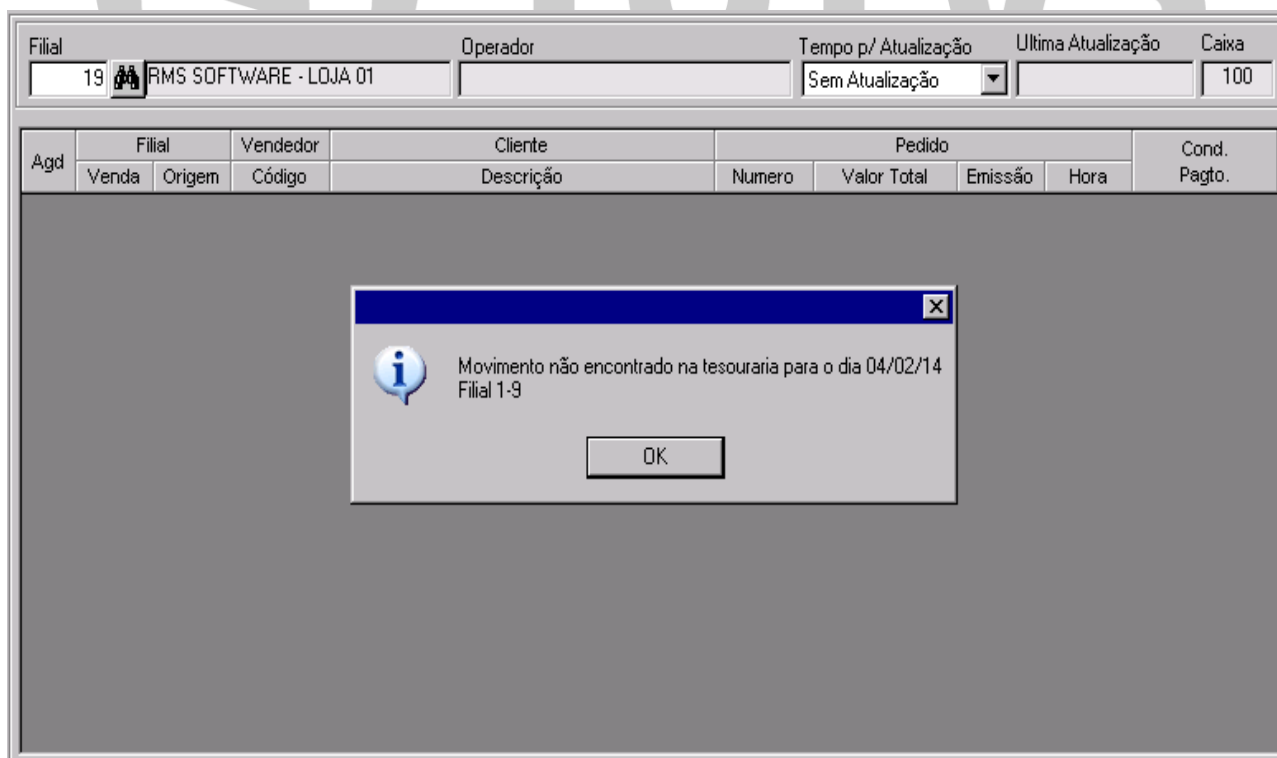 Filial Operador Tempo p/ Atualização Ultima Atualização Caixa
19 RMS SOFTWARE - LOJA 01 Sem Atualização 100
Agd Filial Vendedor Cliente Pedido Cond. Pagto.
Venda Origem Código Descrição Numero Valor Total Emissão Hora
Movimento não encontrado na tesouraria para o dia 04/02/14
Filial 1-9
OK